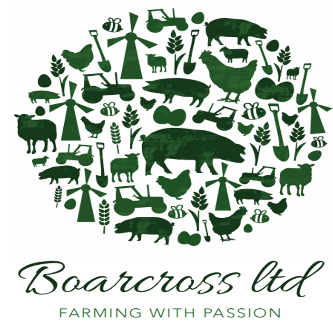 Boarcross ltd
FARMING WITH PASSION